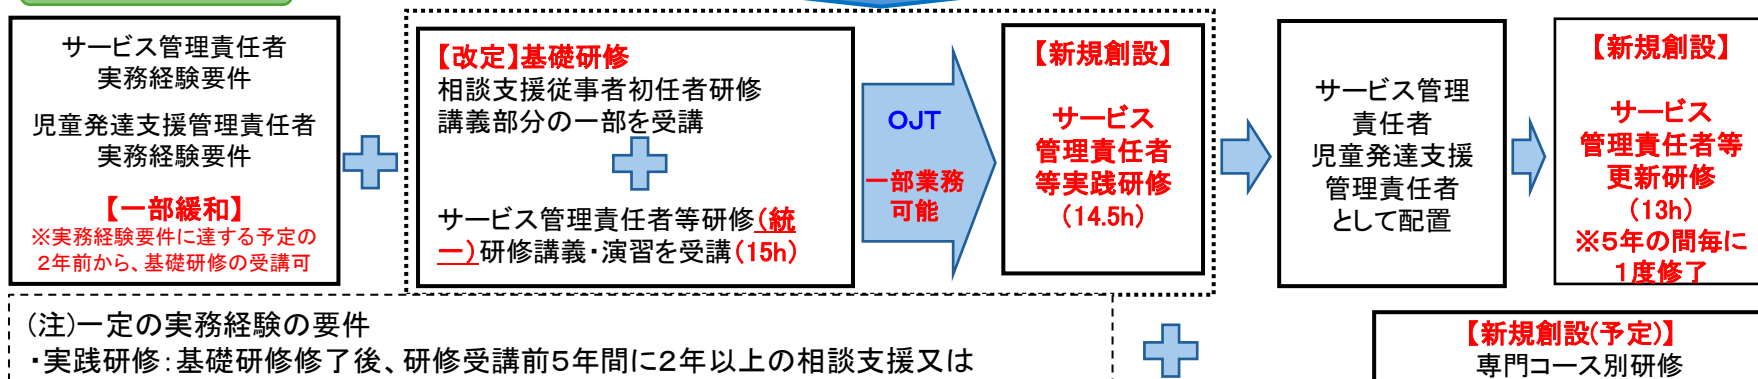 サービス管理責任者
実務経験要件
児童発達支援管理責任者
実務経験要件
【一部緩和】
※実務経験要件に達する予定の
2年前から、基礎研修の受講可
【改定】基礎研修
相談支援従事者初任者研修
講義部分の一部を受講
サービス管理責任者等研修(統
一)研修講義・演習を受講(15h)
OJT
一部業務
可能
【新規創設】
サービス
管理責任者
等実践研修
(14.5h)
サービス管理
責任者
児童発達支援
管理責任者
として配置
【新規創設】
サービス
管理責任者等
更新研修
(13h)
※5年の間毎に
1度修了
(注)一定の実務経験の要件
・実践研修:基礎研修修了後、研修受講前5年間に2年以上の相談支援又は
【新規創設(予定)】
専門コース別研修